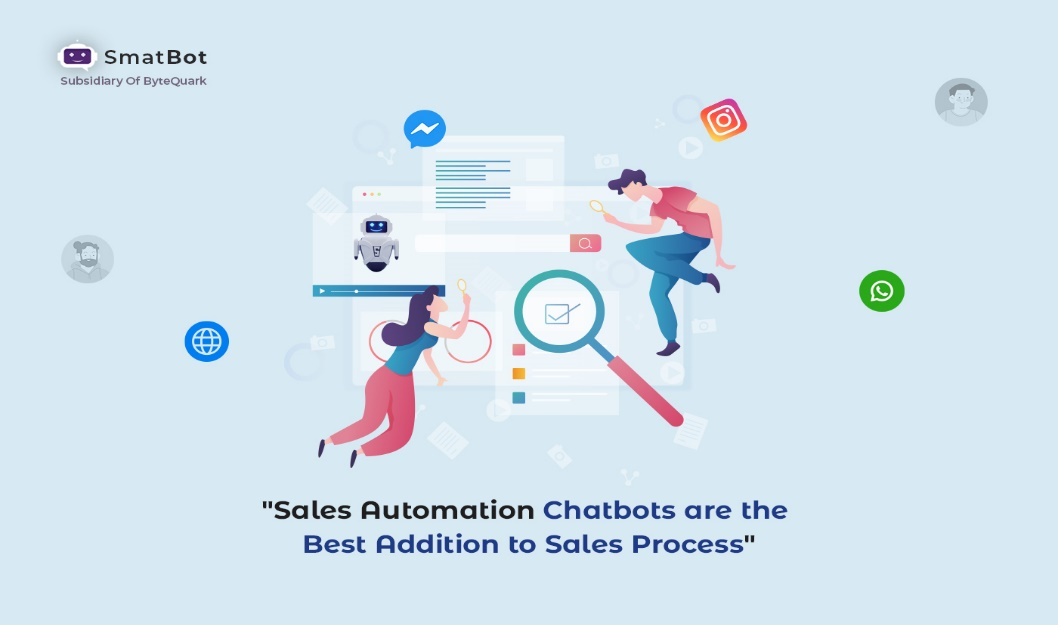 SmatBot
Subsidiary Of ByteQuark
"Sales Automation Chatbots are the
Best Addition to Sales Process"